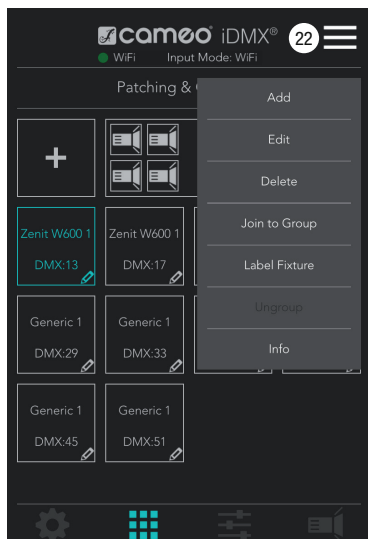 cameo iDMX®
22
WiFi Input Mode: WiFi
Patching &
Add
Edit
Delete
Join to Group
Label Fixture
Ungroup
Info
+
Zenit W600 1
DMX:13
Zenit W600 1
DMX:17
Generic 1
DMX:29
Generic 1
DMX:33
Generic 1
DMX:45
Generic 1
DMX:51